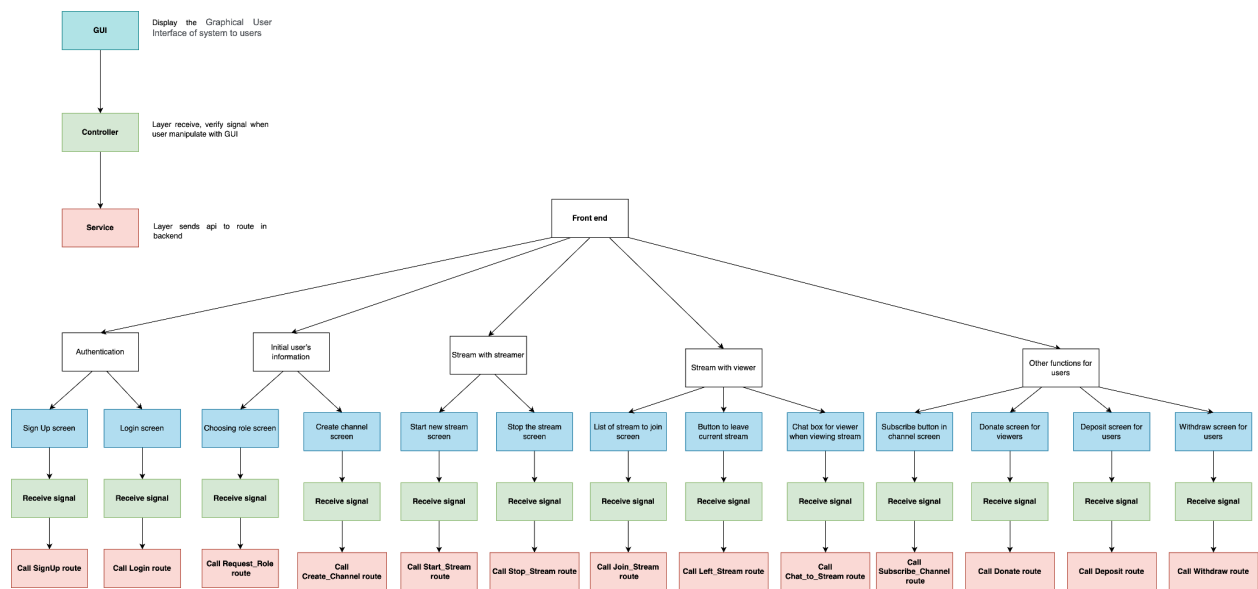 GUI
Display the Graphical User
Interface of system to users
Controller
Layer receive, verify signal when
user manipulate with GUI
Service
Layer sends api to route in
backend
Front end
Authentication
Initial user's
information
Stream with streamer
Stream with viewer
Other functions for
users
Sign Up screen
Login screen
Choosing role screen
Create channel
screen
Start new stream
screen
Stop the stream
screen
List of stream to join
screen
Button to leave
current stream
Chat box for viewer
when viewing stream
Subscribe button in
channel screen
Donate screen for
viewers
Deposit screen for
users
Withdraw screen for
users
Receive signal
Receive signal
Receive signal
Receive signal
Receive signal
Receive signal
Receive signal
Receive signal
Receive signal
Receive signal
Receive signal
Receive signal
Receive signal
Call SignUp route
Call Login route
Call Request_Role
route
Call
Create_Channel route
Call Start_Stream
route
Call Stop_Stream
route
Call Join_Stream
route
Call Left_Stream
route
Call
Chat_to_Stream route
Call
Subscribe_Channel
route
Call Donate route
Call Deposit route
Call Withdraw route